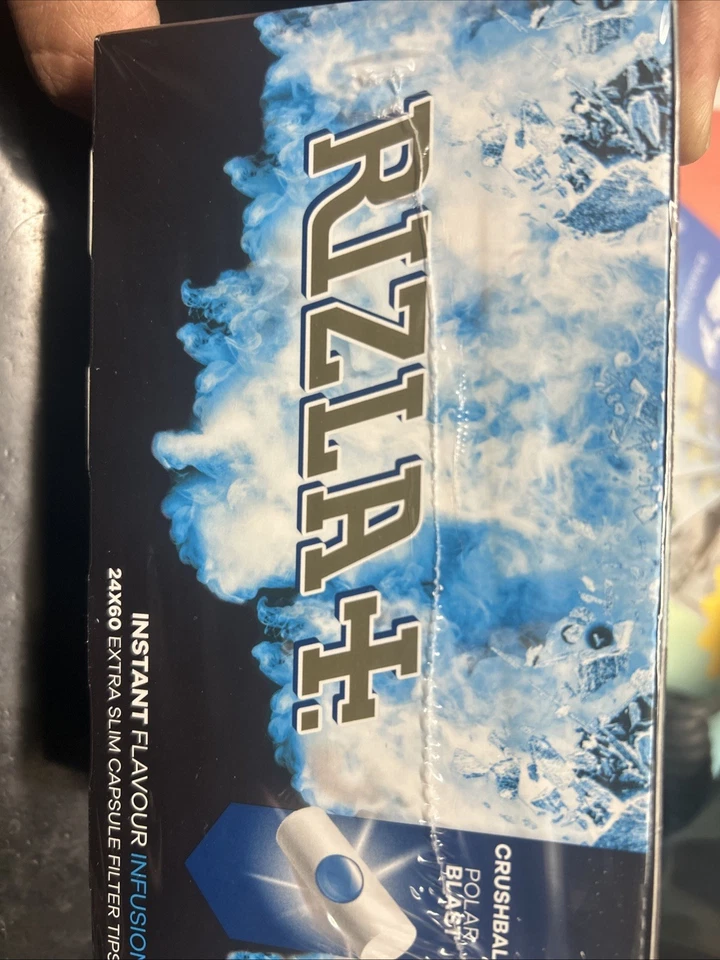 RIZLA+.
CRUSHBAL
POLAR
BLAST
INSTANT FLAVOUR INFUSION
24X60 EXTRA SLIM CAPSULE FILTER TIPS